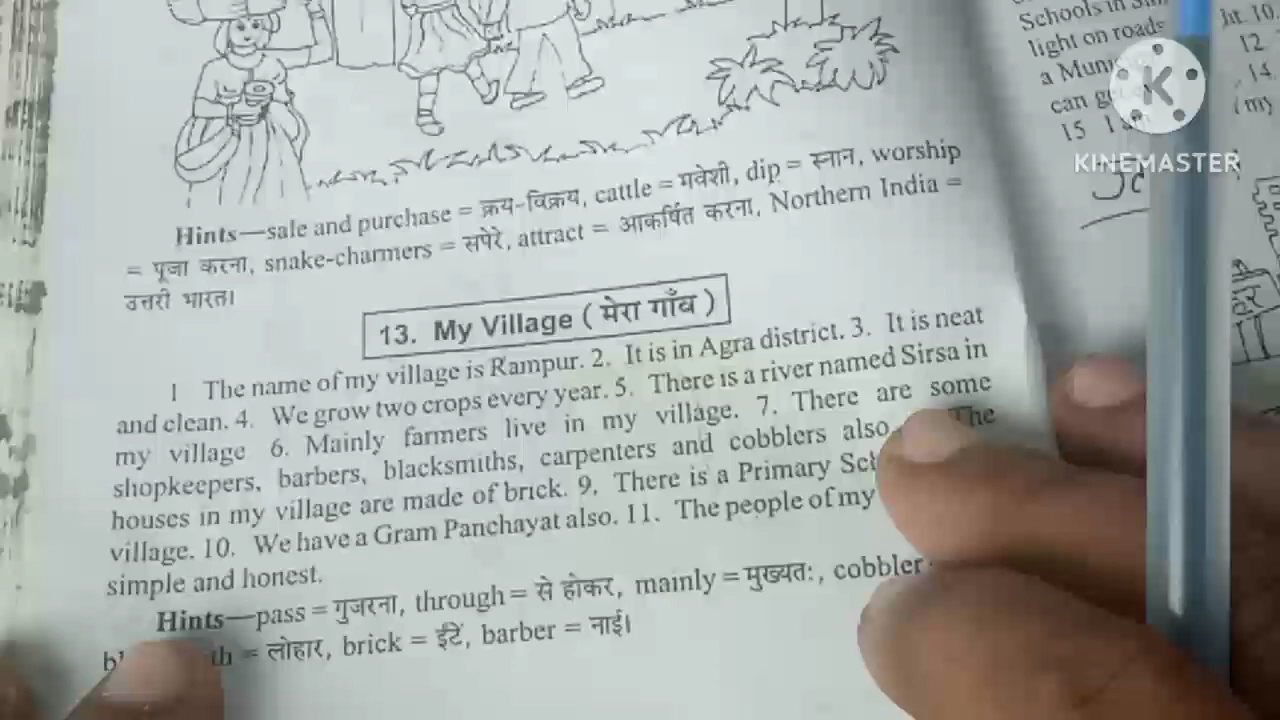 Hints—sale and purchase = क्रय-विक्रय, cattle = मवेशी, dip = स्नान, worship
= पूजा करना, snake-charmers = सपेरे, attract = आकर्षित करना, Northern India =
उत्तरी भारत।
13. My Village ( मेरा गाँव )
1 The name of my village is Rampur. 2. It is in Agra district. 3. It is neat
and clean. 4. We grow two crops every year. 5. There is a river named Sirsa in
my village 6. Mainly farmers live in my village. 7. There are some
shopkeepers, barbers, blacksmiths, carpenters and cobblers also The
houses in my village are made of brick. 9. There is a Primary
village. 10. We have a Gram Panchayat also. 11. The people of my
simple and honest.
Hints—pass = गुजरना, through = से होकर, mainly = मुख्यतः, cobbler
= लोहार, brick = ईंटें, barber = नाई।
Schools in
light on roads
a
can
15 I
12
14
KINEMASTER